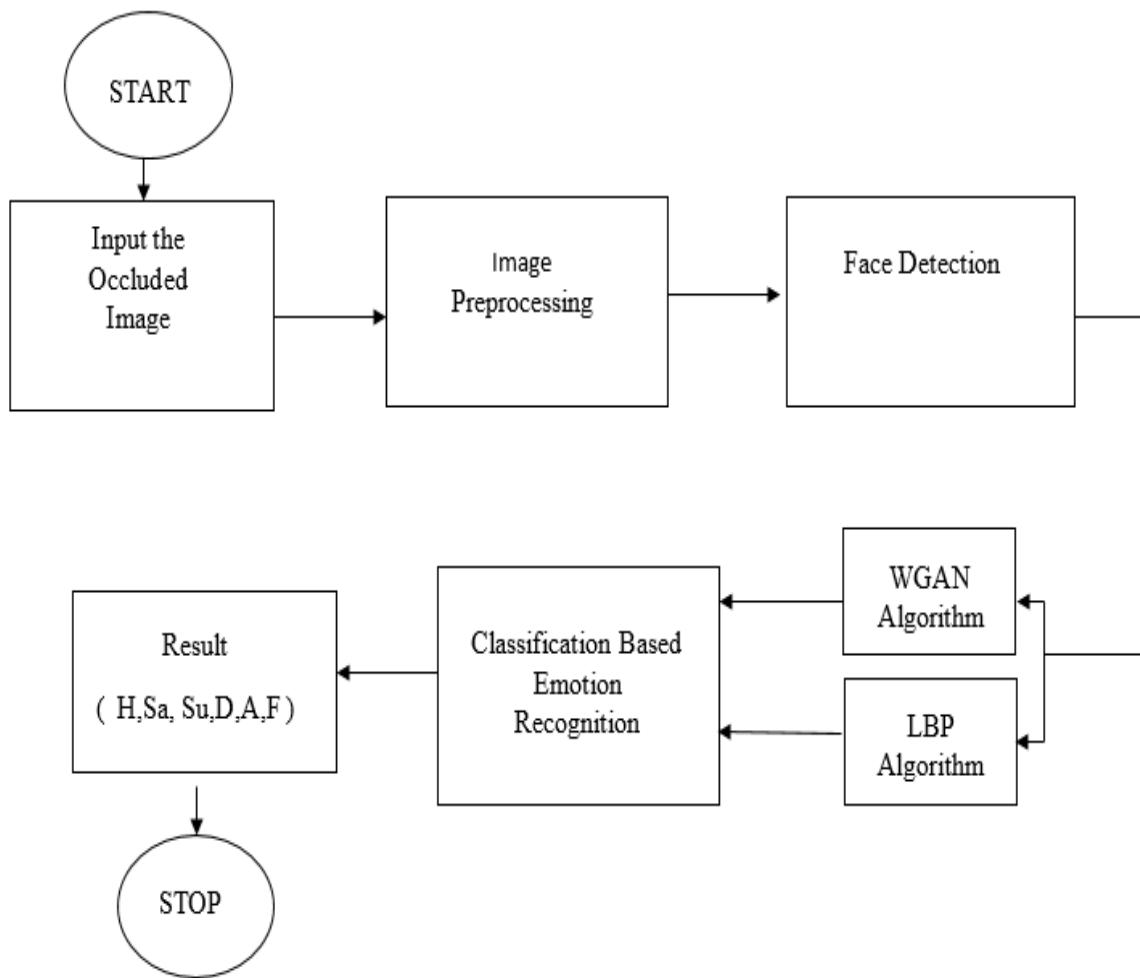 START
Input the
Occluded
Image
Image
Preprocessing
Face Detection
WGAN
Algorithm
LBP
Algorithm
Classification Based
Emotion
Recognition
Result
( H,Sa, Su,D,A,F )
STOP